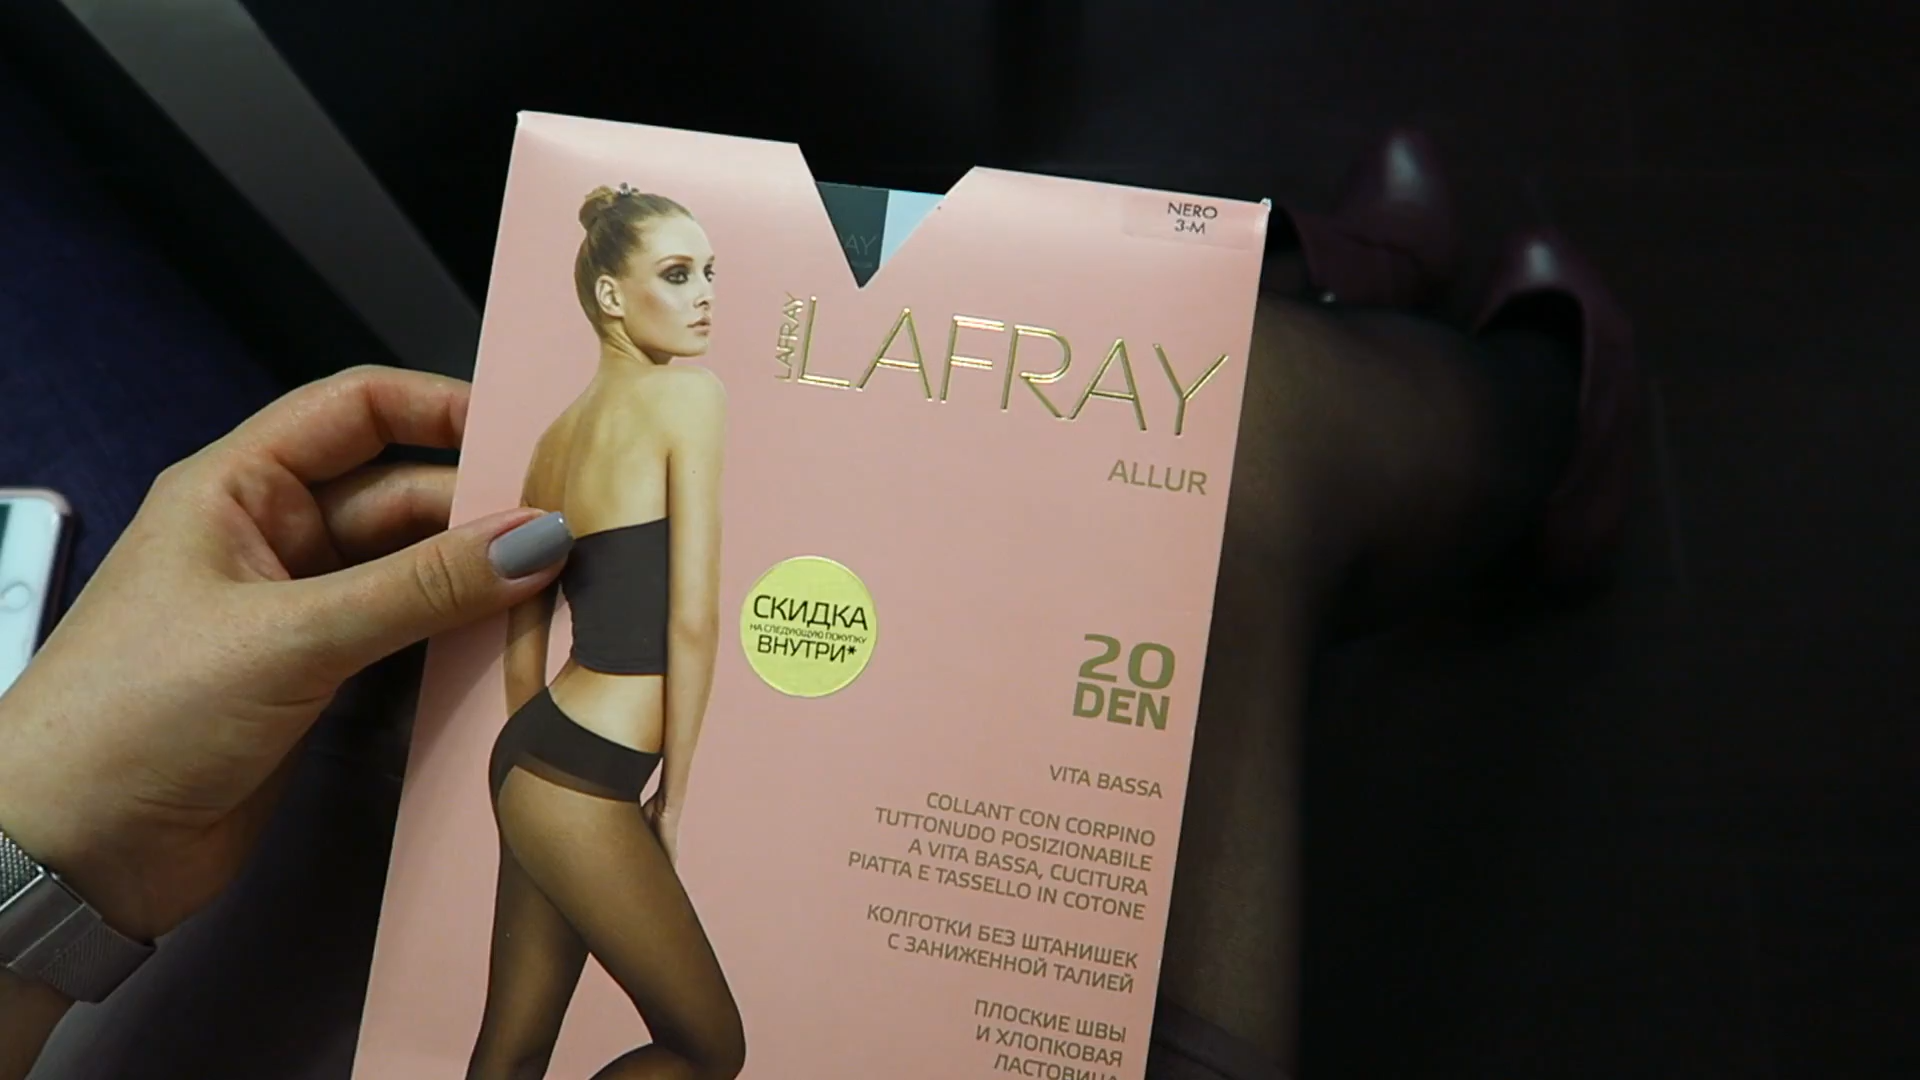 NERO
3-M
LAFRAY
LAFRAY
ALLUR
СКИДКА
НА СЛЕДУЮЩУЮ ПОКУПКУ
ВНУТРИ*
20
DEN
VITA BASSA
COLLANT CON CORPINO
TUTTONUDO POSIZIONABILE
A VITA BASSA, CUCITURA
PIATTA E TASSELLO IN COTONE
КОЛГОТКИ БЕЗ ШТАНИШЕК
С ЗАНИЖЕННОЙ ТАЛИЕЙ
ПЛОСКИЕ ШВЫ
И ХЛОПКОВАЯ
ЛАСТОВИЦА